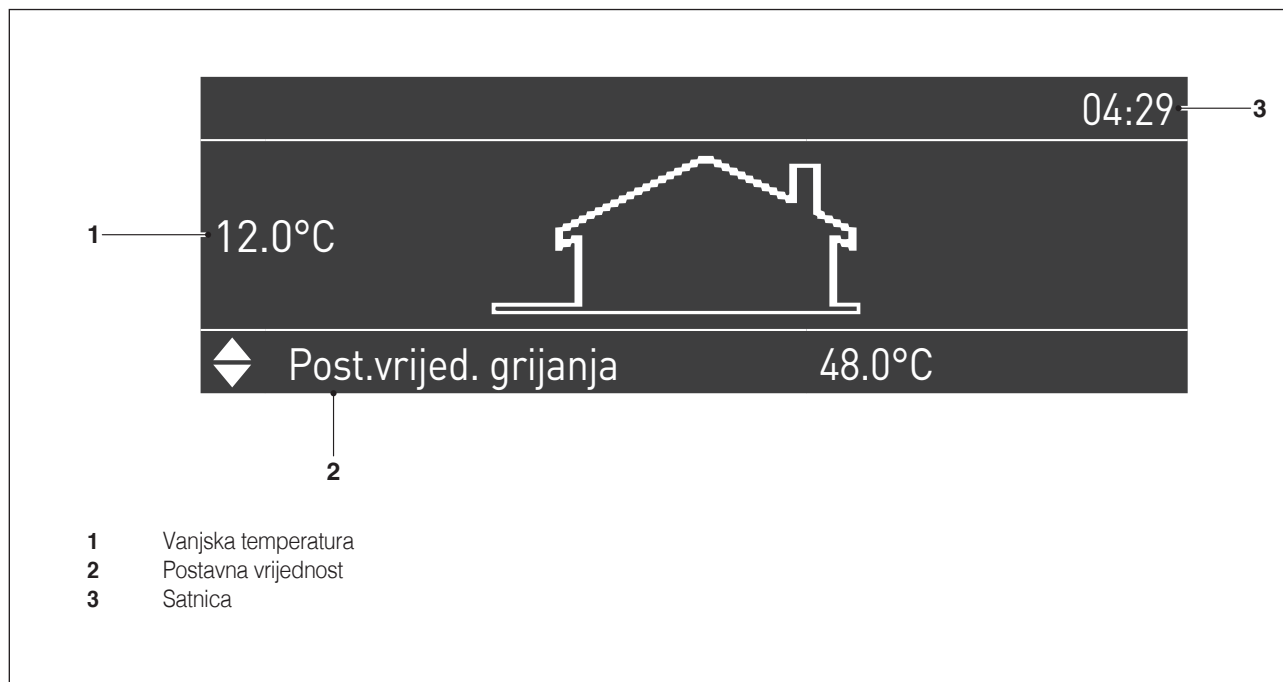 04:29
3
1
12.0°C
Post.vrijed. grijanja 48.0°C
2
1 Vanjska temperatura
2 Postavna vrijednost
3 Satnica